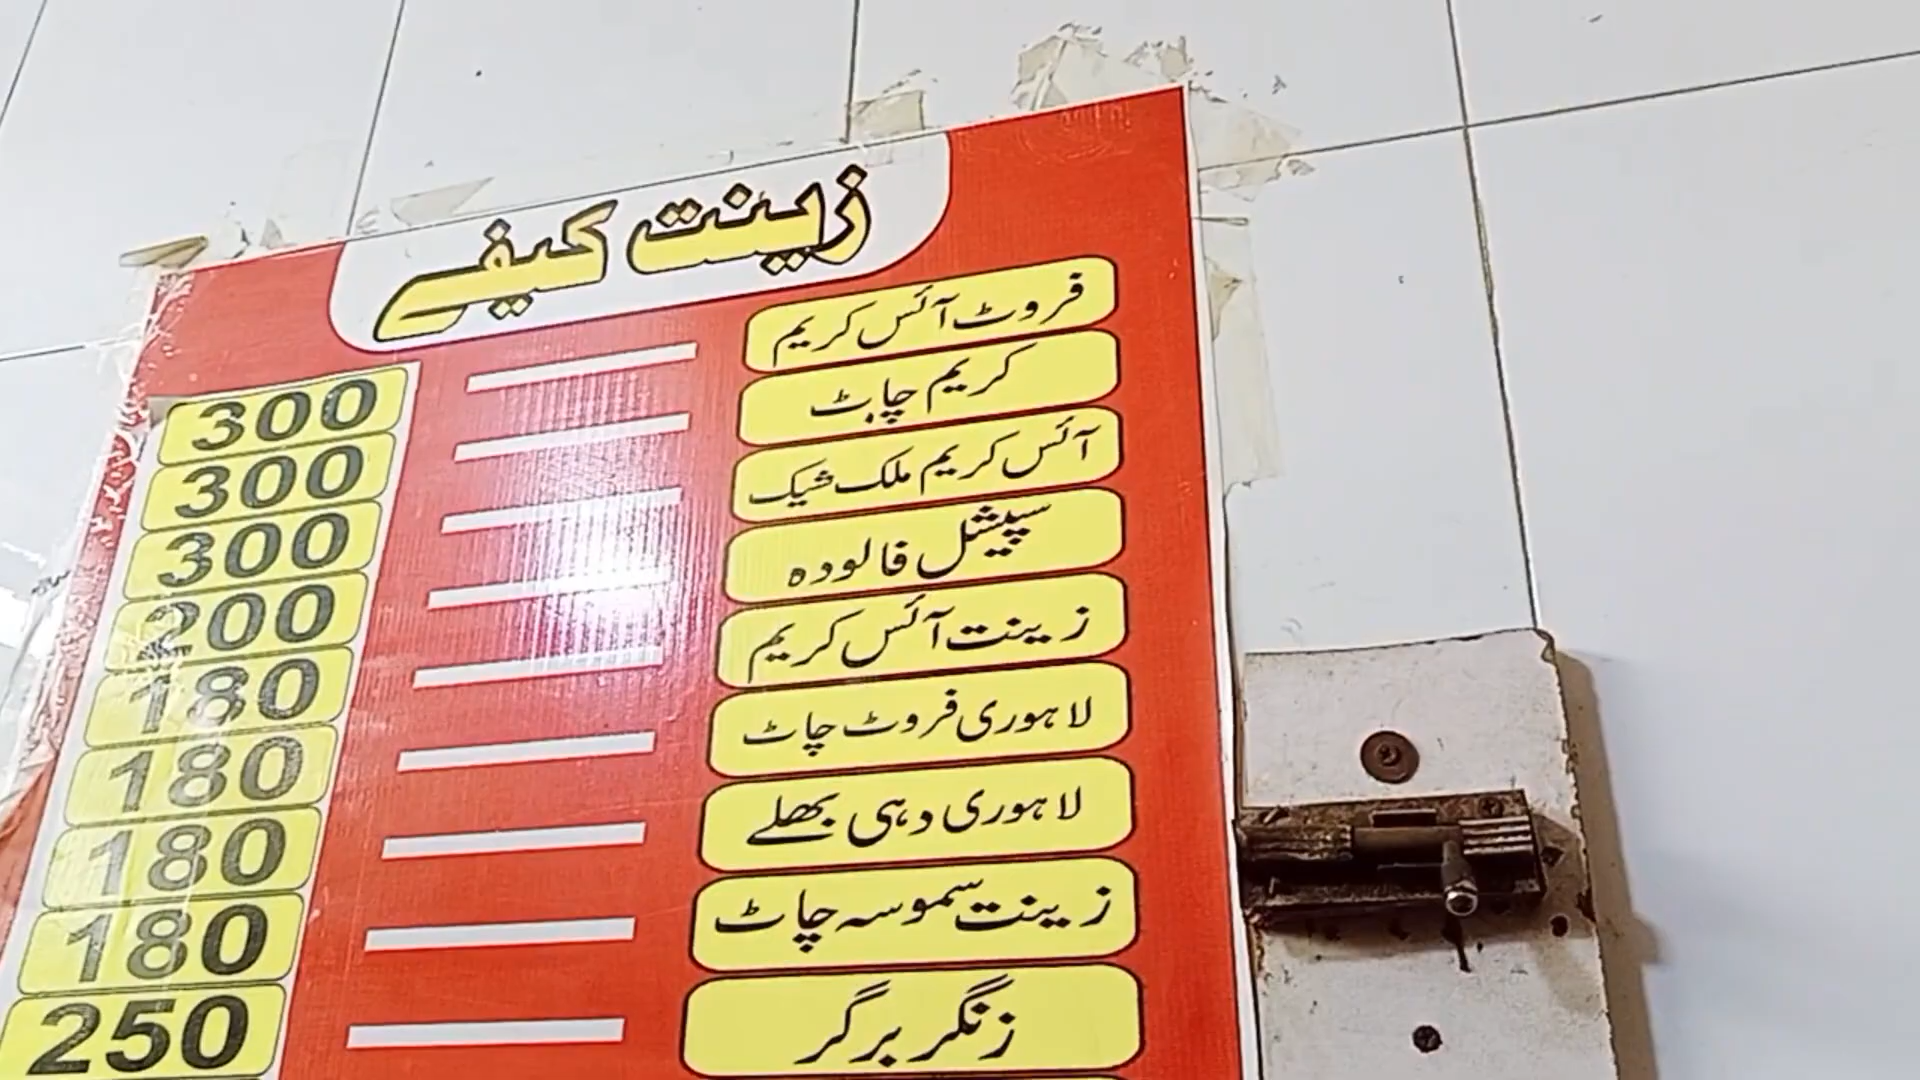 زینت کیفے
فروٹ آئس کریم 300
کریم چاٹ 300
آئس کریم ملک شیک 300
سپیشل فالودہ 200
زینت آئس کریم 180
لاہوری فروٹ چاٹ 180
لاہوری دہی بھلے 180
زینت سموسہ چاٹ 180
زنگر برگر 250